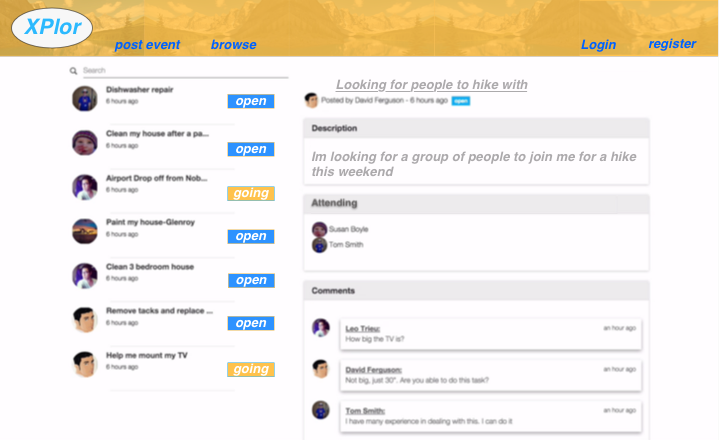 XPlor
post event browse Login register
Search
Dishwasher repair
6 hours ago
open
Clean my house after a pa...
6 hours ago
open
Airport Drop off from Nob...
6 hours ago
going
Paint my house-Glenroy
6 hours ago
open
Clean 3 bedroom house
6 hours ago
open
Remove tacks and replace ...
6 hours ago
open
Help me mount my TV
6 hours ago
going
Looking for people to hike with
Posted by David Ferguson - 6 hours ago open
Description
Im looking for a group of people to join me for a hike
this weekend
Attending
Susan Boyle
Tom Smith
Comments
Leo Trieu: an hour ago
How big the TV is?
David Ferguson: an hour ago
Not big, just 30". Are you able to do this task?
Tom Smith: an hour ago
I have many experience in dealing with this. I can do it